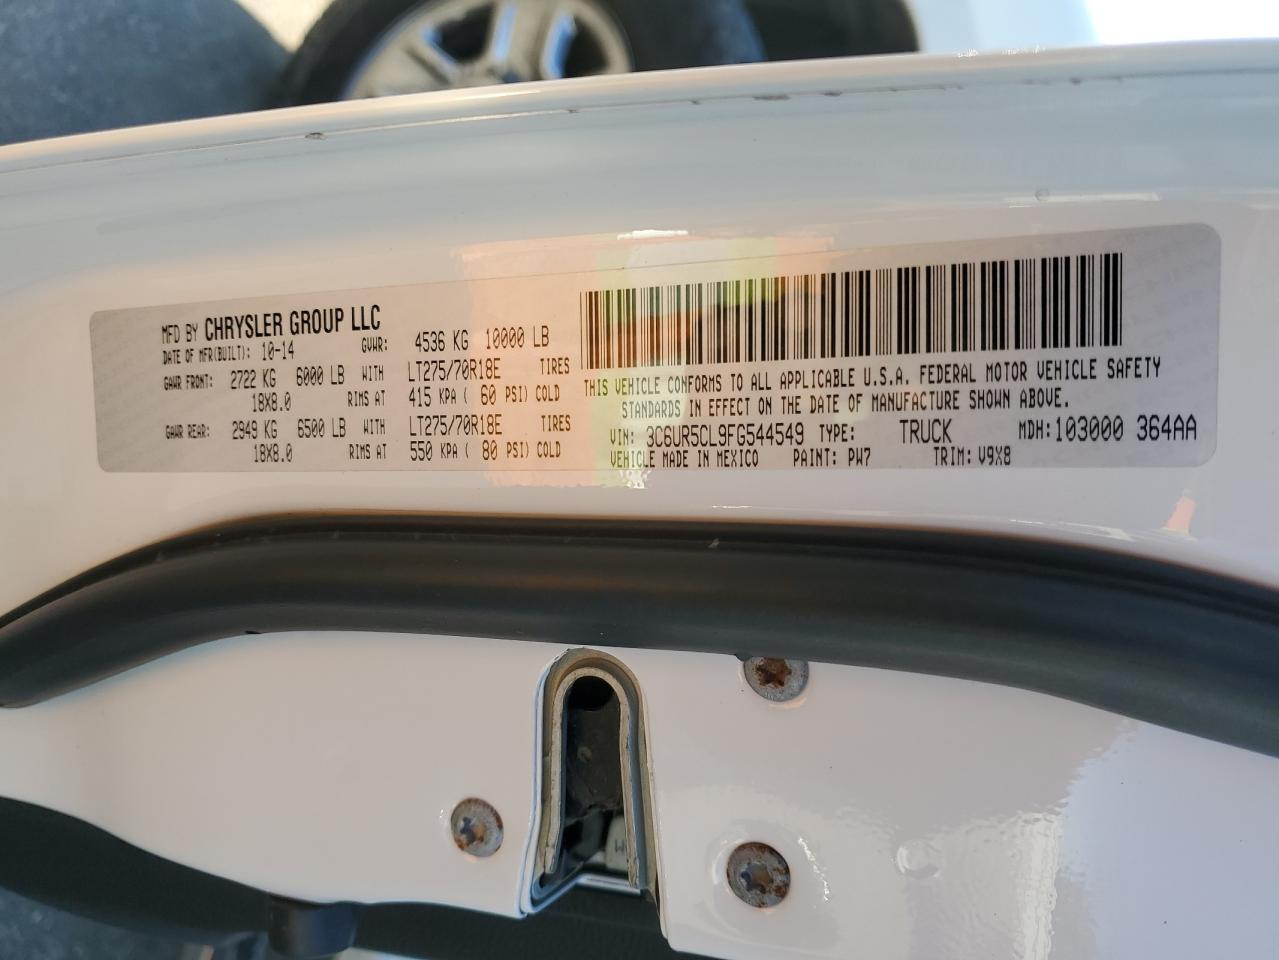 MFD BY CHRYSLER GROUP LLC
DATE OF MFR(BUILT): 10-14 GVWR: 4536 KG 10000 LB
GAWR FRONT: 2722 KG 6000 LB WITH LT275/70R18E TIRES
18X8.0 RIMS AT 415 KPA ( 60 PSI) COLD
GAWR REAR: 2949 KG 6500 LB WITH LT275/70R18E TIRES
18X8.0 RIMS AT 550 KPA ( 80 PSI) COLD
THIS VEHICLE CONFORMS TO ALL APPLICABLE U.S.A. FEDERAL MOTOR VEHICLE SAFETY
STANDARDS IN EFFECT ON THE DATE OF MANUFACTURE SHOWN ABOVE.
VIN: 3C6UR5CL9FG544549 TYPE: TRUCK MDH:103000 364AA
VEHICLE MADE IN MEXICO PAINT: PW7 TRIM: V9X8